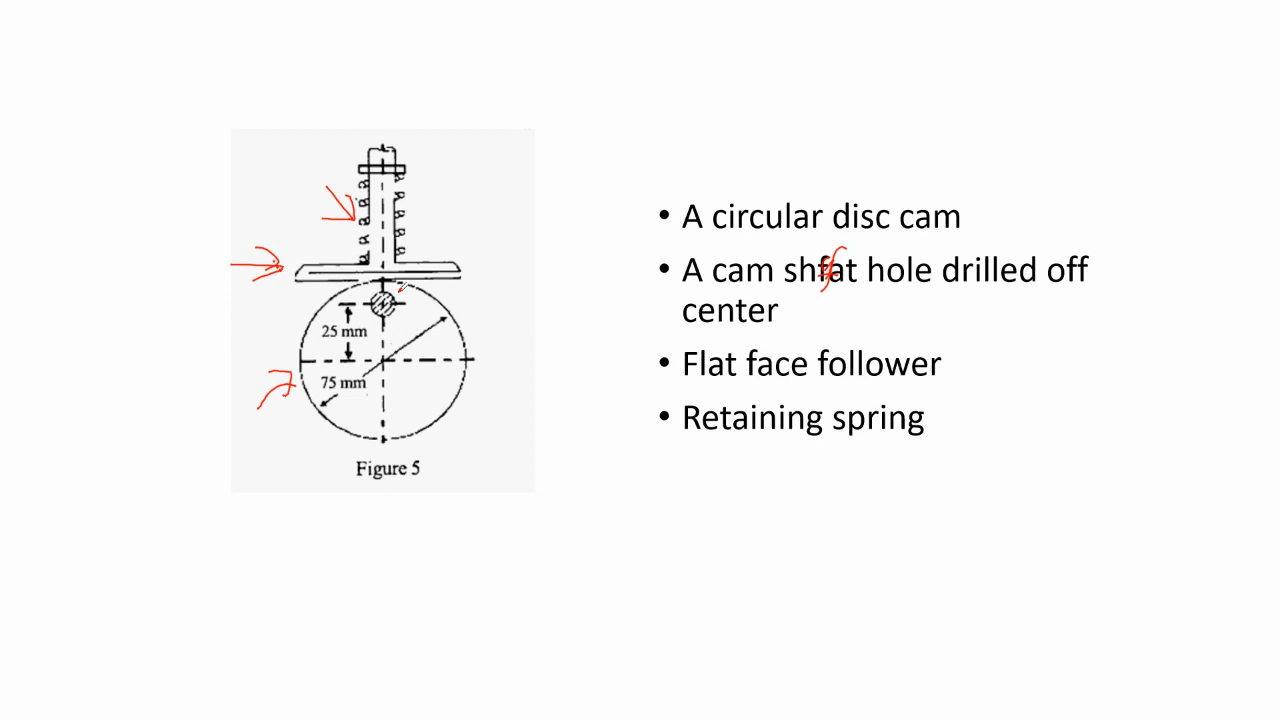 25 mm
75 mm
Figure 5
• A circular disc cam
• A cam shfat hole drilled off
center
• Flat face follower
• Retaining spring